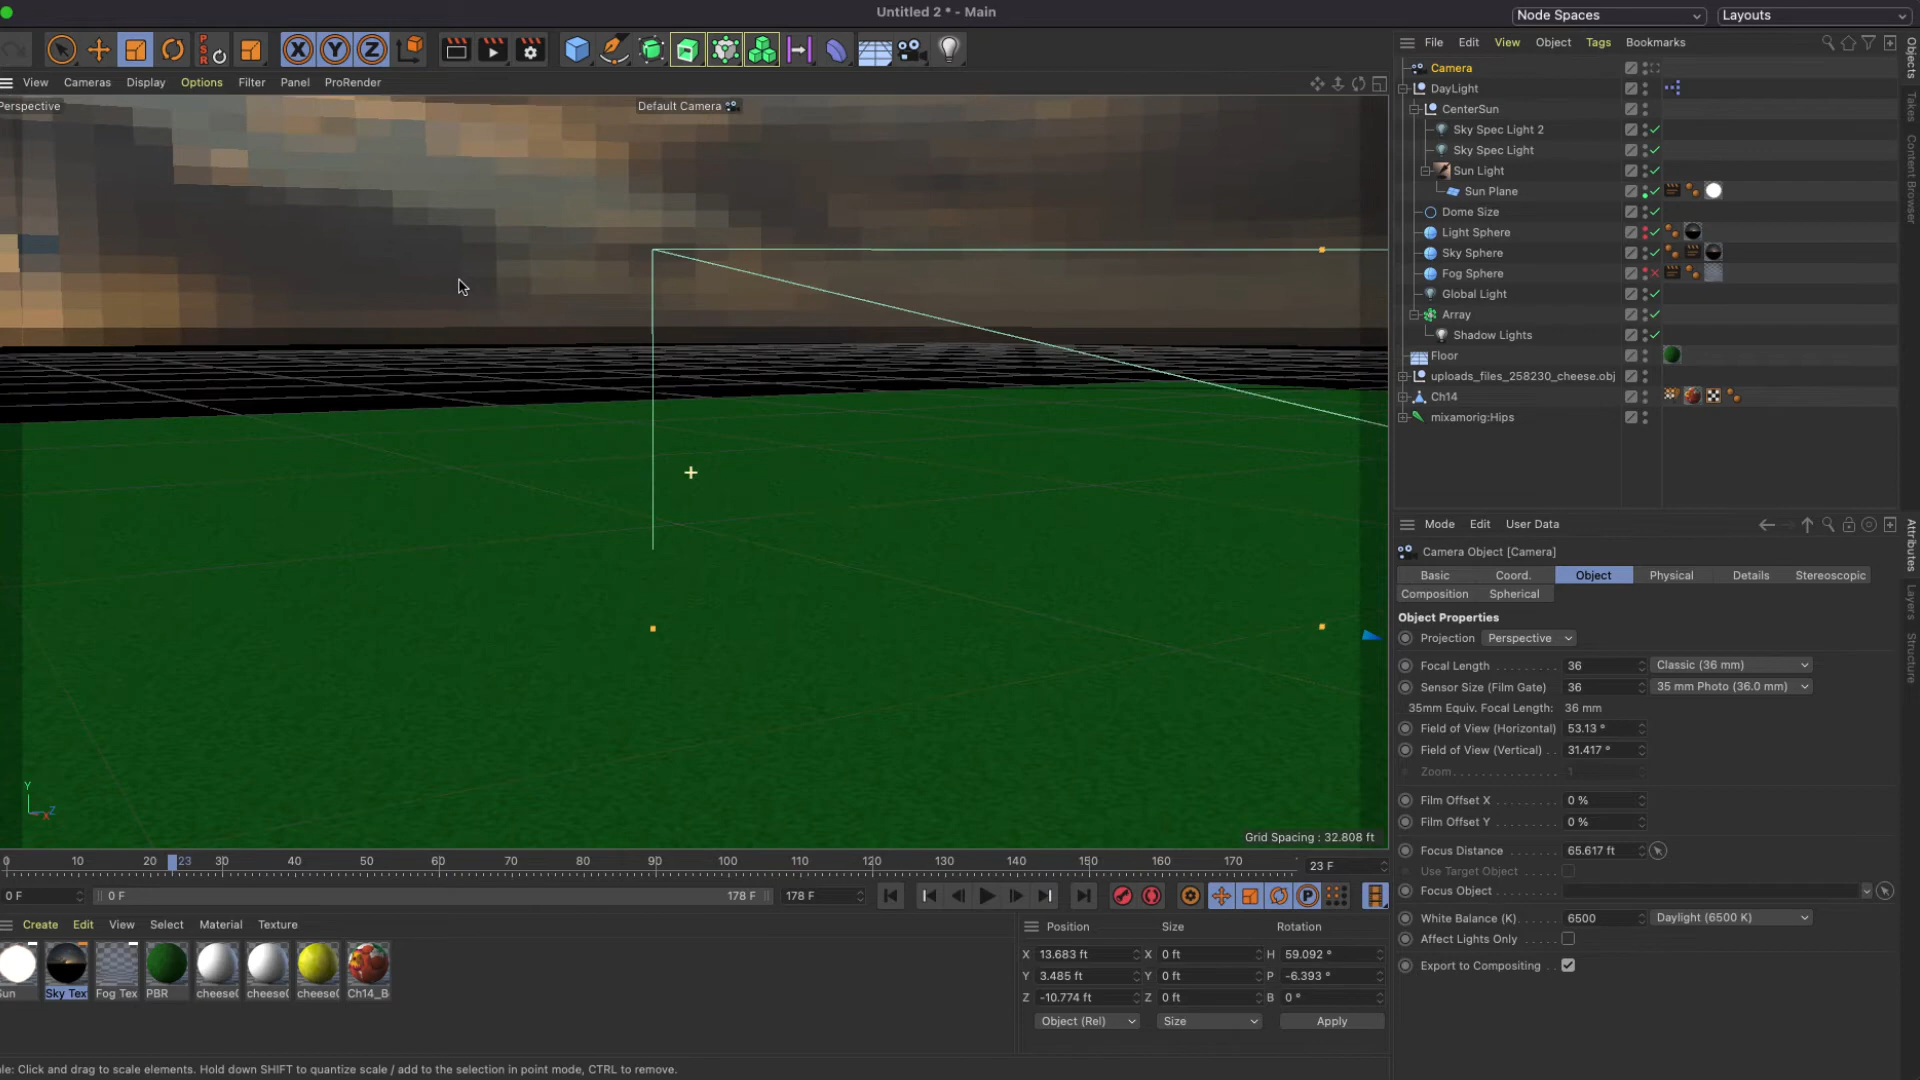 Untitled 2 * - Main
Node Spaces
Layouts
File Edit View Object Tags Bookmarks
View Cameras Display Options Filter Panel ProRender
Perspective
Default Camera
Camera
DayLight
CenterSun
Sky Spec Light 2
Sky Spec Light
Sun Light
Sun Plane
Dome Size
Light Sphere
Sky Sphere
Fog Sphere
Global Light
Array
Shadow Lights
Floor
uploads_files_258230_cheese.obj
Ch14
mixamorig:Hips
Objects
Takes
Content Browser
Mode Edit User Data
Camera Object [Camera]
Basic Coord. Object Physical Details Stereoscopic
Composition Spherical
Object Properties
Projection Perspective
Focal Length 36 Classic (36 mm)
Sensor Size (Film Gate) 36 35 mm Photo (36.0 mm)
35mm Equiv. Focal Length: 36 mm
Field of View (Horizontal) 53.13 °
Field of View (Vertical) 31.417 °
Zoom 1
Film Offset X 0 %
Film Offset Y 0 %
Focus Distance 65.617 ft
Use Target Object
Focus Object
White Balance (K) 6500 Daylight (6500 K)
Affect Lights Only
Export to Compositing
Attributes
Layers
Structure
Y
Z
X
Grid Spacing : 32.808 ft
0 10 20 23 30 40 50 60 70 80 90 100 110 120 130 140 150 160 170 23 F
0 F 0 F 178 F 178 F
Create Edit View Select Material Texture
Sun Sky Tex Fog Tex PBR cheese( cheese( cheese( Ch14_B
Position Size Rotation
X 13.683 ft X 0 ft H 59.092 °
Y 3.485 ft Y 0 ft P -6.393 °
Z -10.774 ft Z 0 ft B 0 °
Object (Rel) Size Apply
le: Click and drag to scale elements. Hold down SHIFT to quantize scale / add to the selection in point mode, CTRL to remove.